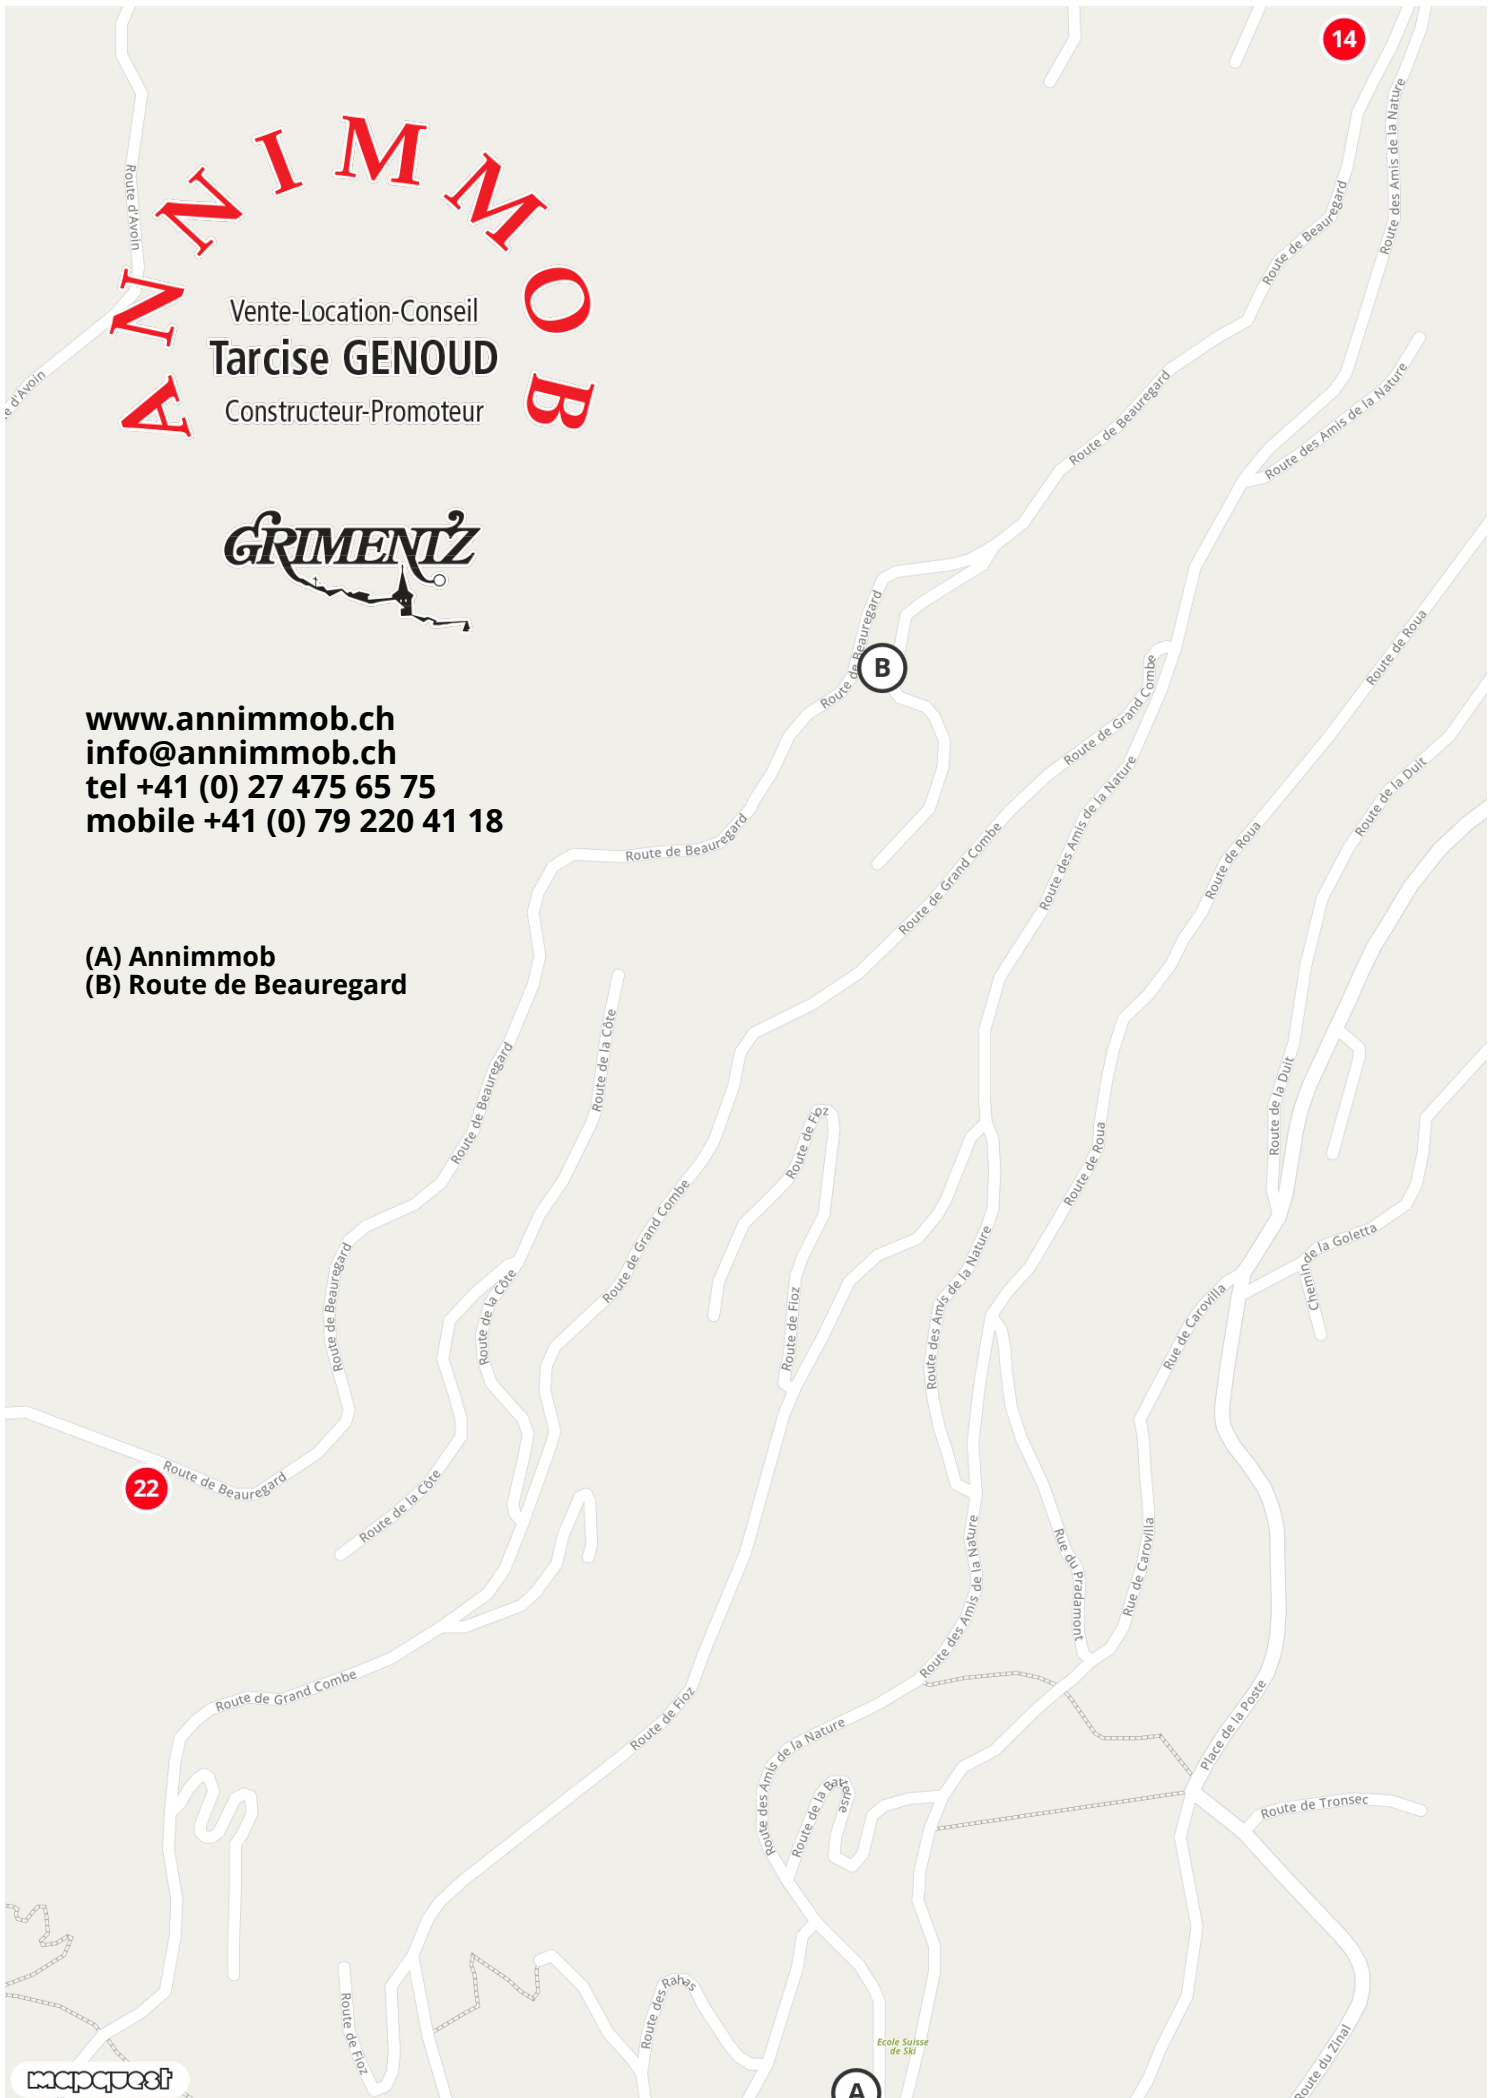 14
Route d'Avoin
Route des Amis de la Nature
Route de Beauregard
ANNIMMOB
Vente-Location-Conseil
Tarcise GENOUD
Constructeur-Promoteur
Route de Beauregard
Route des Amis de la Nature
GRIMENTZ
Route de Beauregard
B
Route de Roua
Route de Grand Combe
www.annimmob.ch
info@annimmob.ch
tel +41 (0) 27 475 65 75
mobile +41 (0) 79 220 41 18
Route de la Duit
Route des Amis de la Nature
Route de Beauregard
Route de Grand Combe
Route de Roua
(A) Annimmob
(B) Route de Beauregard
Route de la Côte
Route de Beauregard
Route de la Duit
Route de Fioz
Route de Roua
Route de Grand Combe
Route de Beauregard
Route de la Côte
Route de Fioz
Route des Amis de la Nature
Chemin de la Goletta
Rue de Carovilla
22
Route de Beauregard
Route de la Côte
Route des Amis de la Nature
Rue du Pradamont
Rue de Carovilla
Route de Grand Combe
Route de Fioz
Place de la Poste
Route des Amis de la Nature
Route de la Batteuse
Route de Tronsec
Route de Fioz
Route des Rahas
Ecole Suisse
de Ski
Route du Zinal
mapquest
A